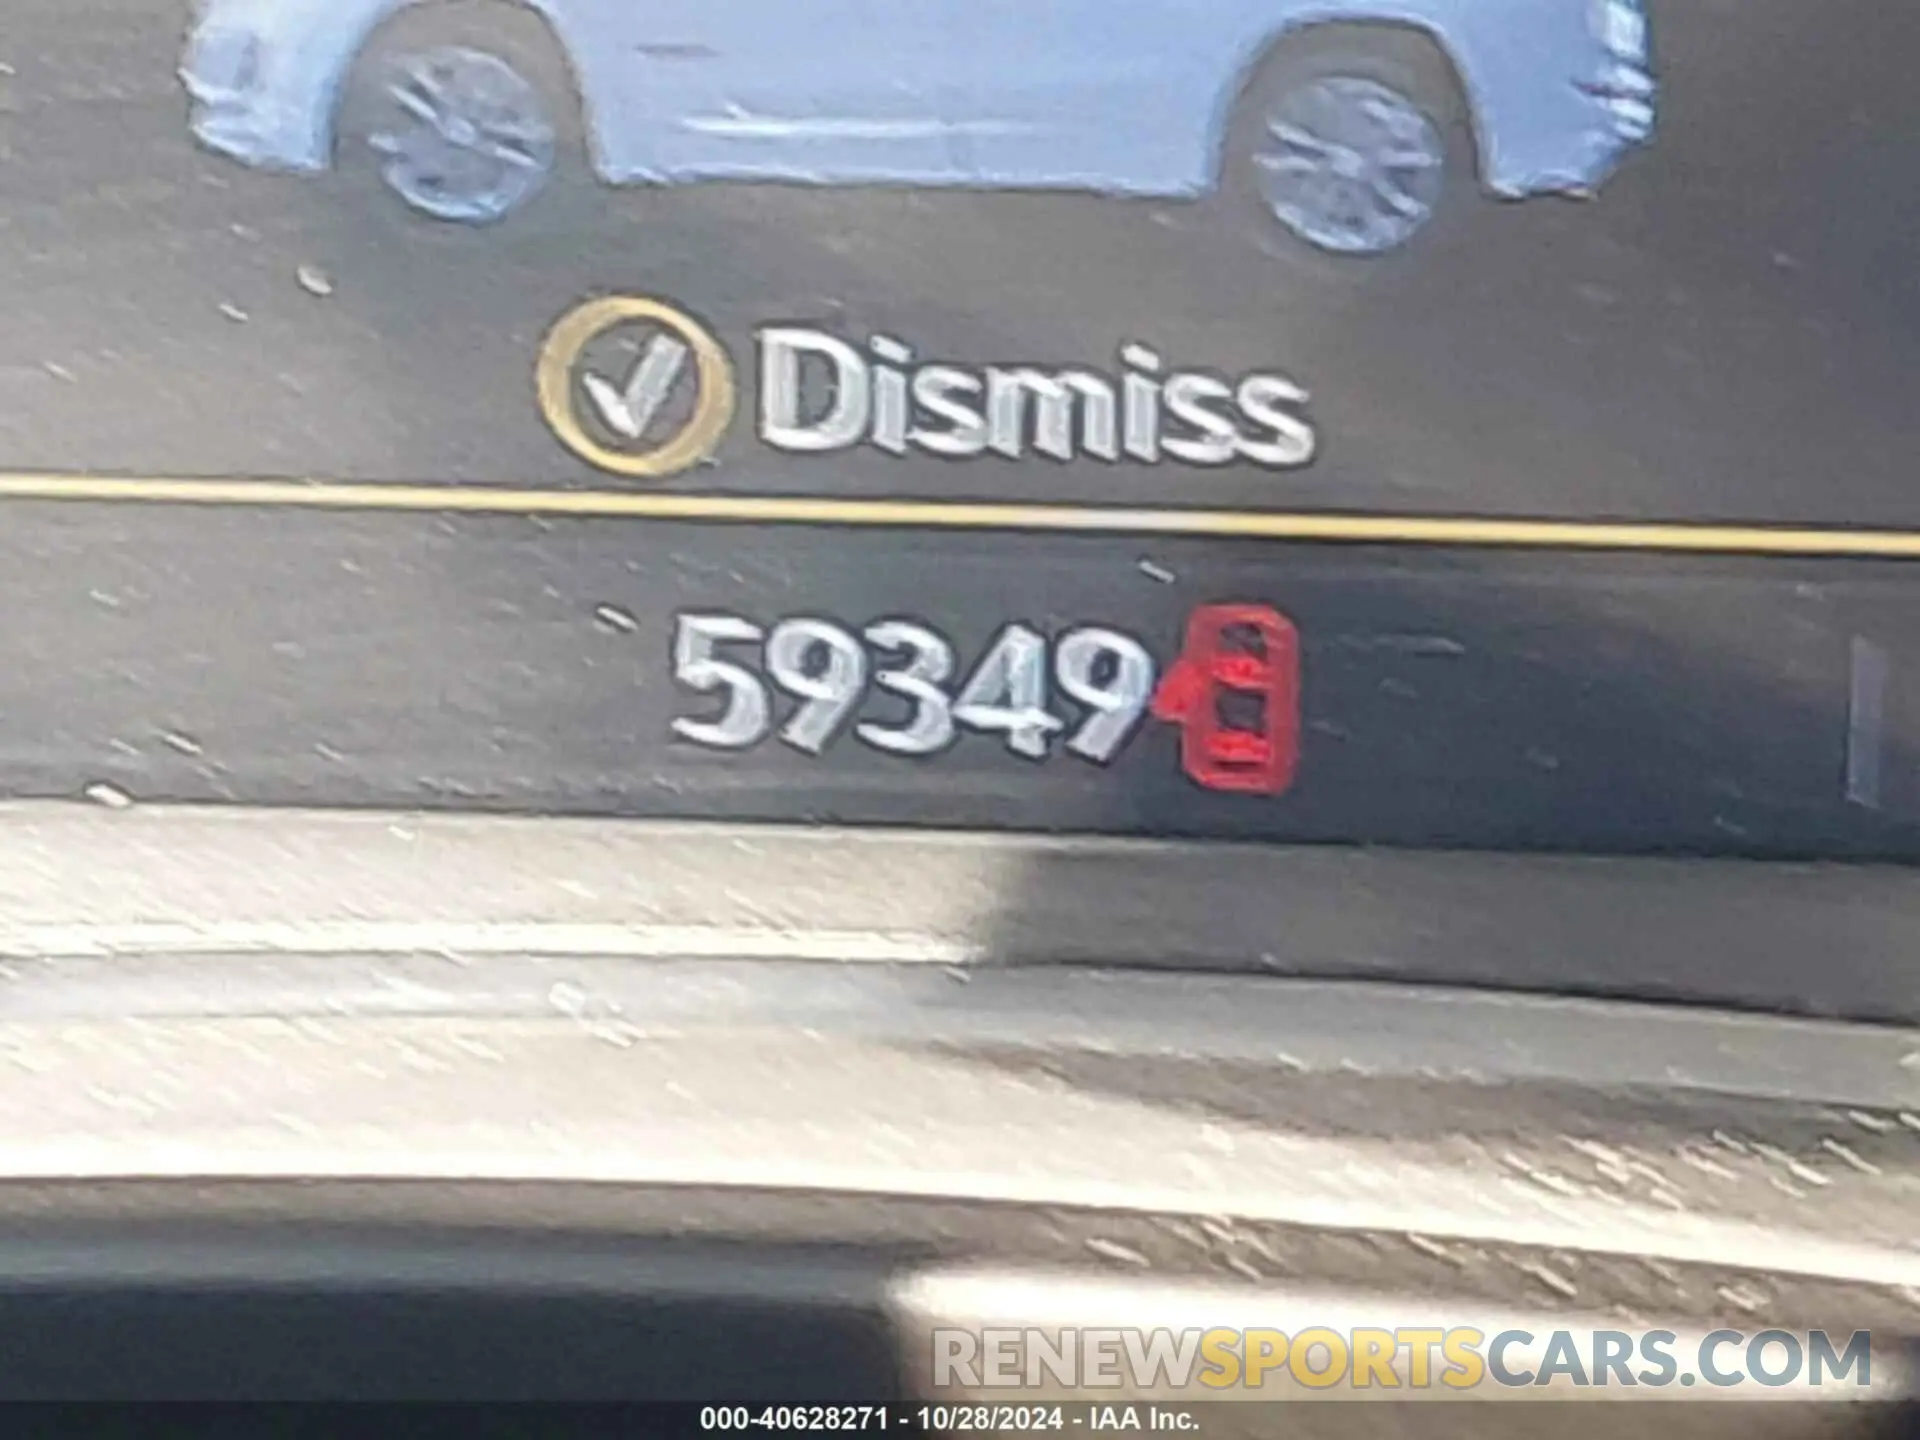 Dismiss
59349
RENEWSPORTSCARS.COM
000-40628271 - 10/28/2024 - IAA Inc.